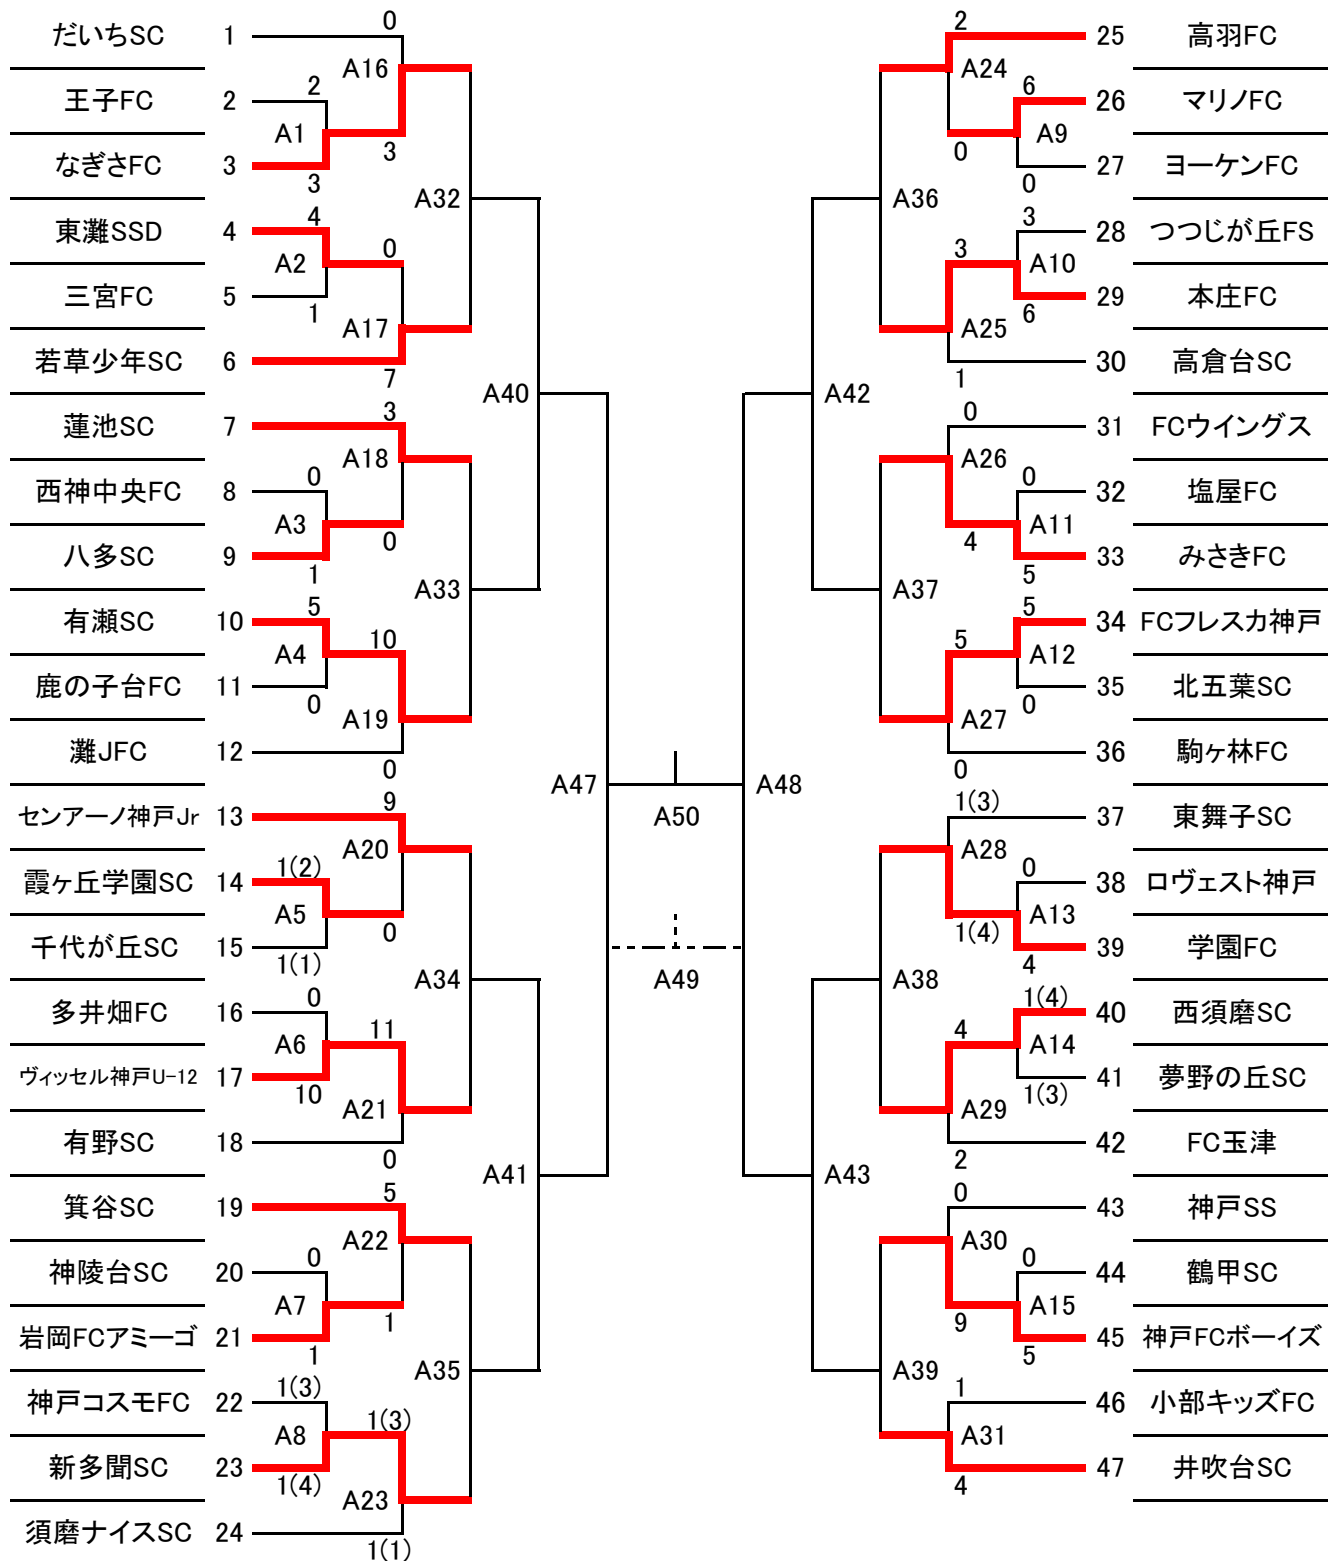 だいちSC 1
王子FC 2
なぎさFC 3
東灘SSD 4
三宮FC 5
若草少年SC 6
蓮池SC 7
西神中央FC 8
八多SC 9
有瀬SC 10
鹿の子台FC 11
灘JFC 12
センアーノ神戸Jr 13
霞ヶ丘学園SC 14
千代が丘SC 15
多井畑FC 16
ヴィッセル神戸U-12 17
有野SC 18
箕谷SC 19
神陵台SC 20
岩岡FCアミーゴ 21
神戸コスモFC 22
新多聞SC 23
須磨ナイスSC 24
2
A1
3
4
A2
1
0
A3
1
5
A4
0
1(2)
A5
1(1)
0
A6
10
0
A7
1
1(3)
A8
1(4)
0
A16
3
0
A17
7
3
A18
0
10
A19
0
9
A20
0
11
A21
0
5
A22
1
1(3)
A23
1(1)
A32
A33
A34
A35
A40
A41
A47
A50
A49
A48
A42
A43
A36
A37
A38
A39
2
A24
0
3
A25
1
0
A26
4
5
A27
0
1(3)
A28
1(4)
4
A29
2
0
A30
9
1
A31
4
6
A9
0
3
A10
6
0
A11
5
5
A12
0
0
A13
4
1(4)
A14
1(3)
0
A15
5
25 高羽FC
26 マリノFC
27 ヨーケンFC
28 つつじが丘FS
29 本庄FC
30 高倉台SC
31 FCウイングス
32 塩屋FC
33 みさきFC
34 FCフレスカ神戸
35 北五葉SC
36 駒ヶ林FC
37 東舞子SC
38 ロヴェスト神戸
39 学園FC
40 西須磨SC
41 夢野の丘SC
42 FC玉津
43 神戸SS
44 鶴甲SC
45 神戸FCボーイズ
46 小部キッズFC
47 井吹台SC